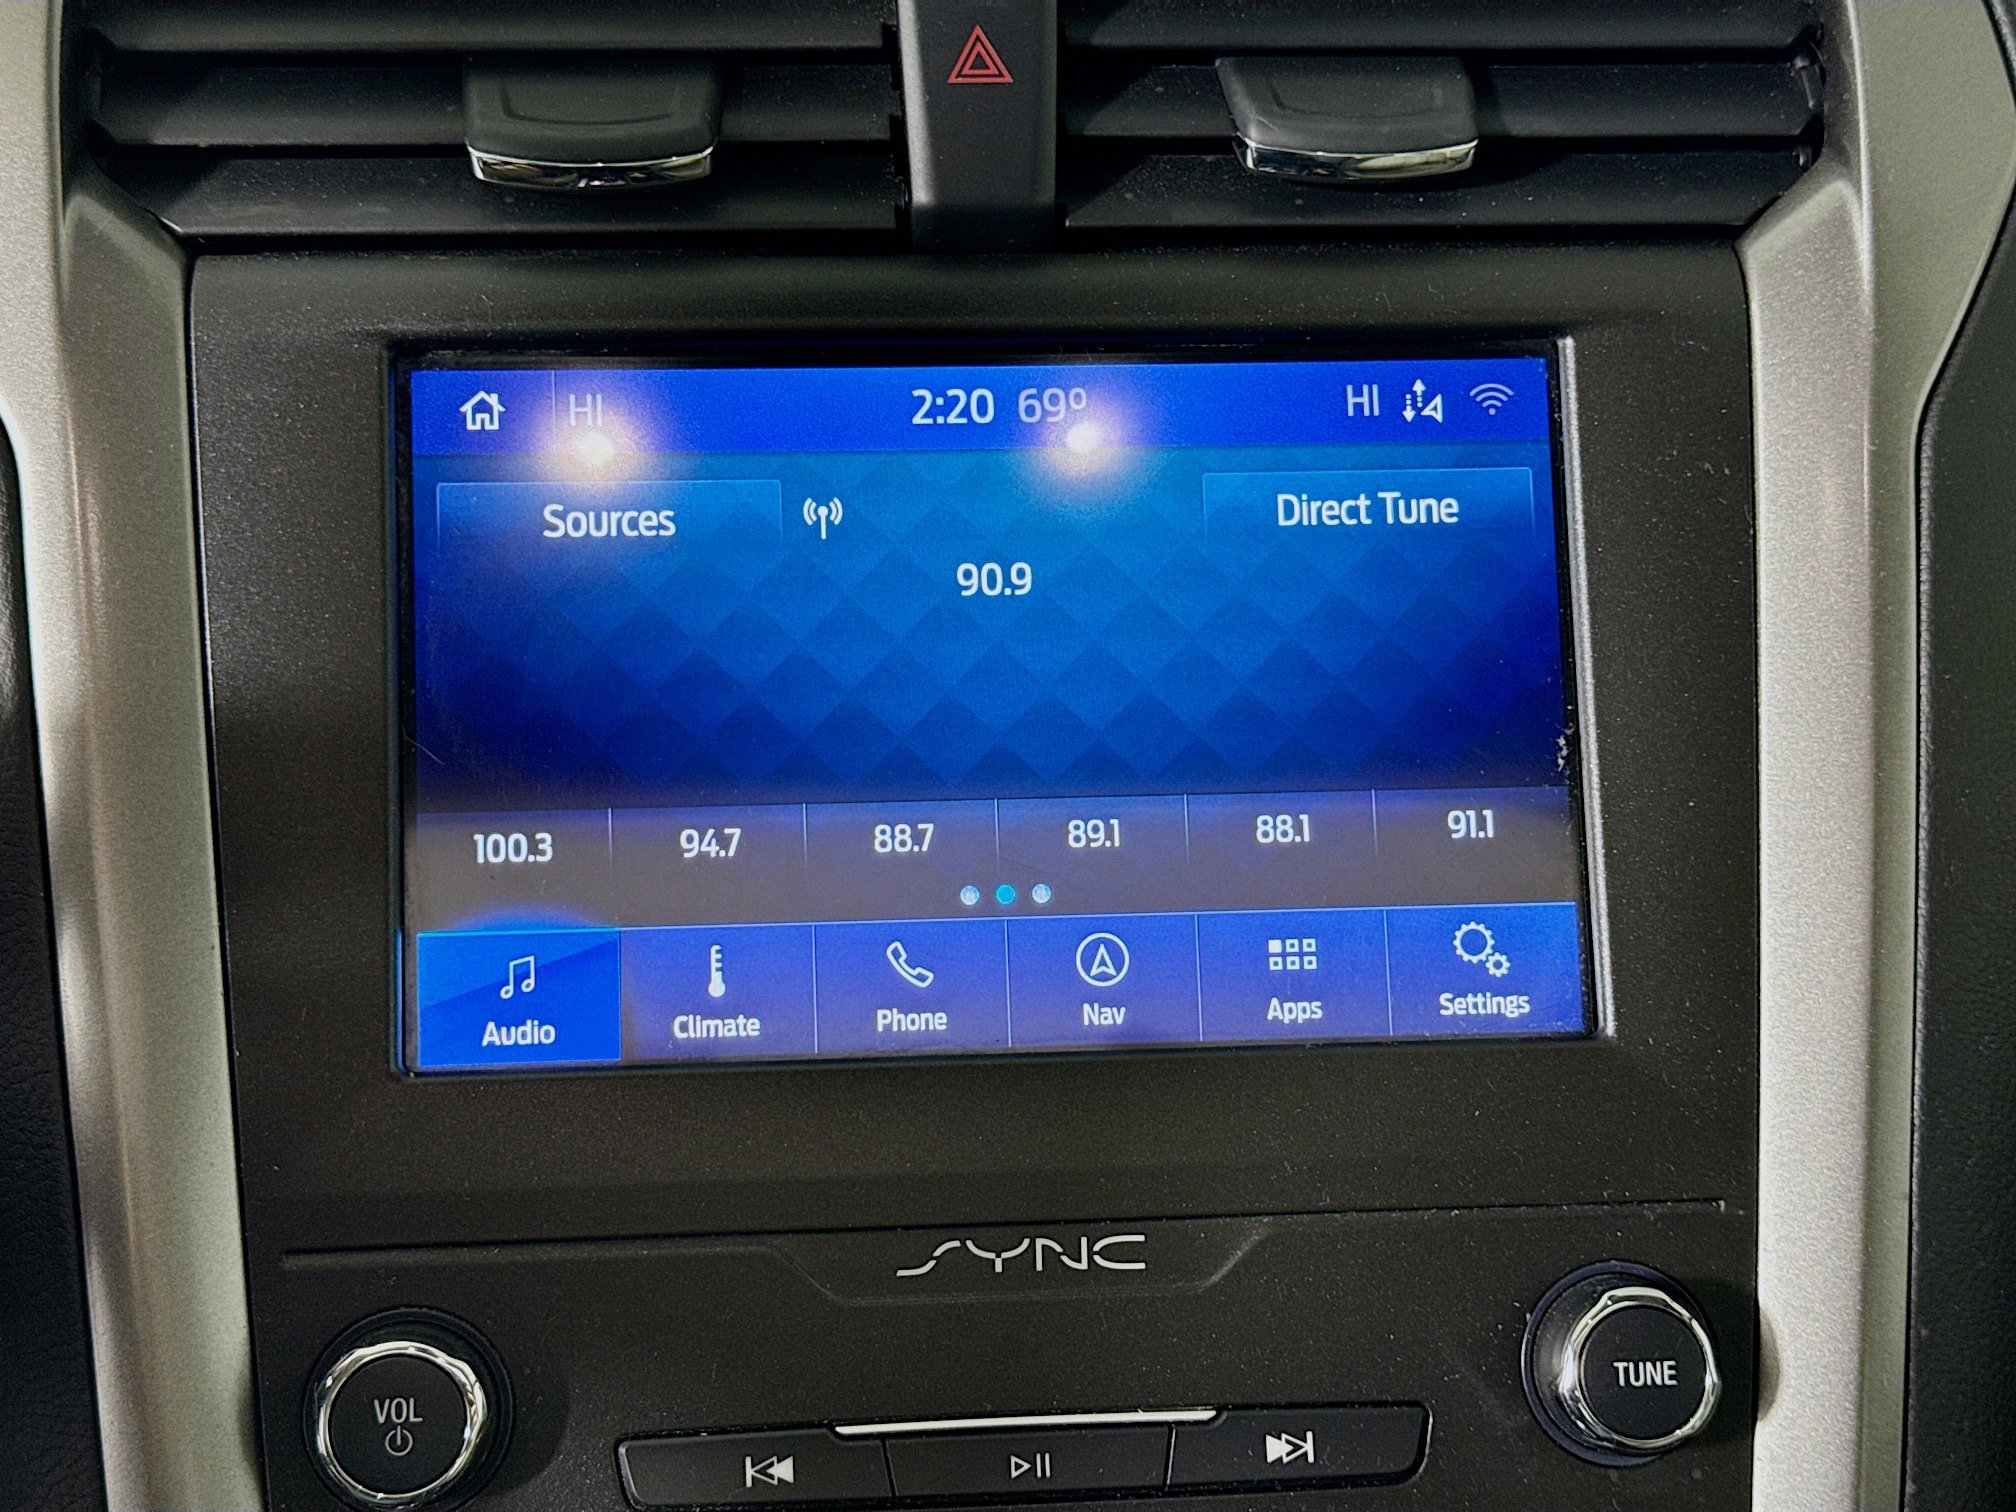 HI 2:20 69° HI
Sources Direct Tune
90.9
100.3 94.7 88.7 89.1 88.1 91.1
Audio Climate Phone Nav Apps Settings
SYNC
VOL TUNE